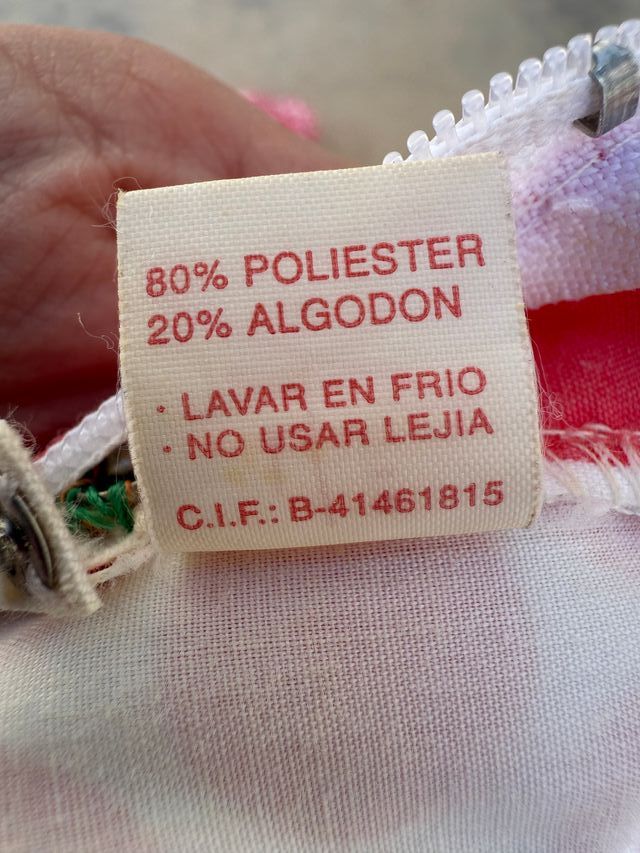 80% POLIESTER
20% ALGODON
· LAVAR EN FRIO
· NO USAR LEJIA
C.I.F.: B-41461815